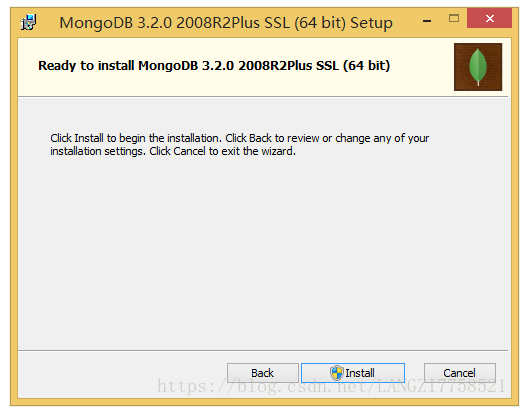 MongoDB 3.2.0 2008R2Plus SSL (64 bit) Setup
Ready to install MongoDB 3.2.0 2008R2Plus SSL (64 bit)
Click Install to begin the installation. Click Back to review or change any of your
installation settings. Click Cancel to exit the wizard.
Back
Install
Cancel
https://blog.csdn.net/LANGZI7758521